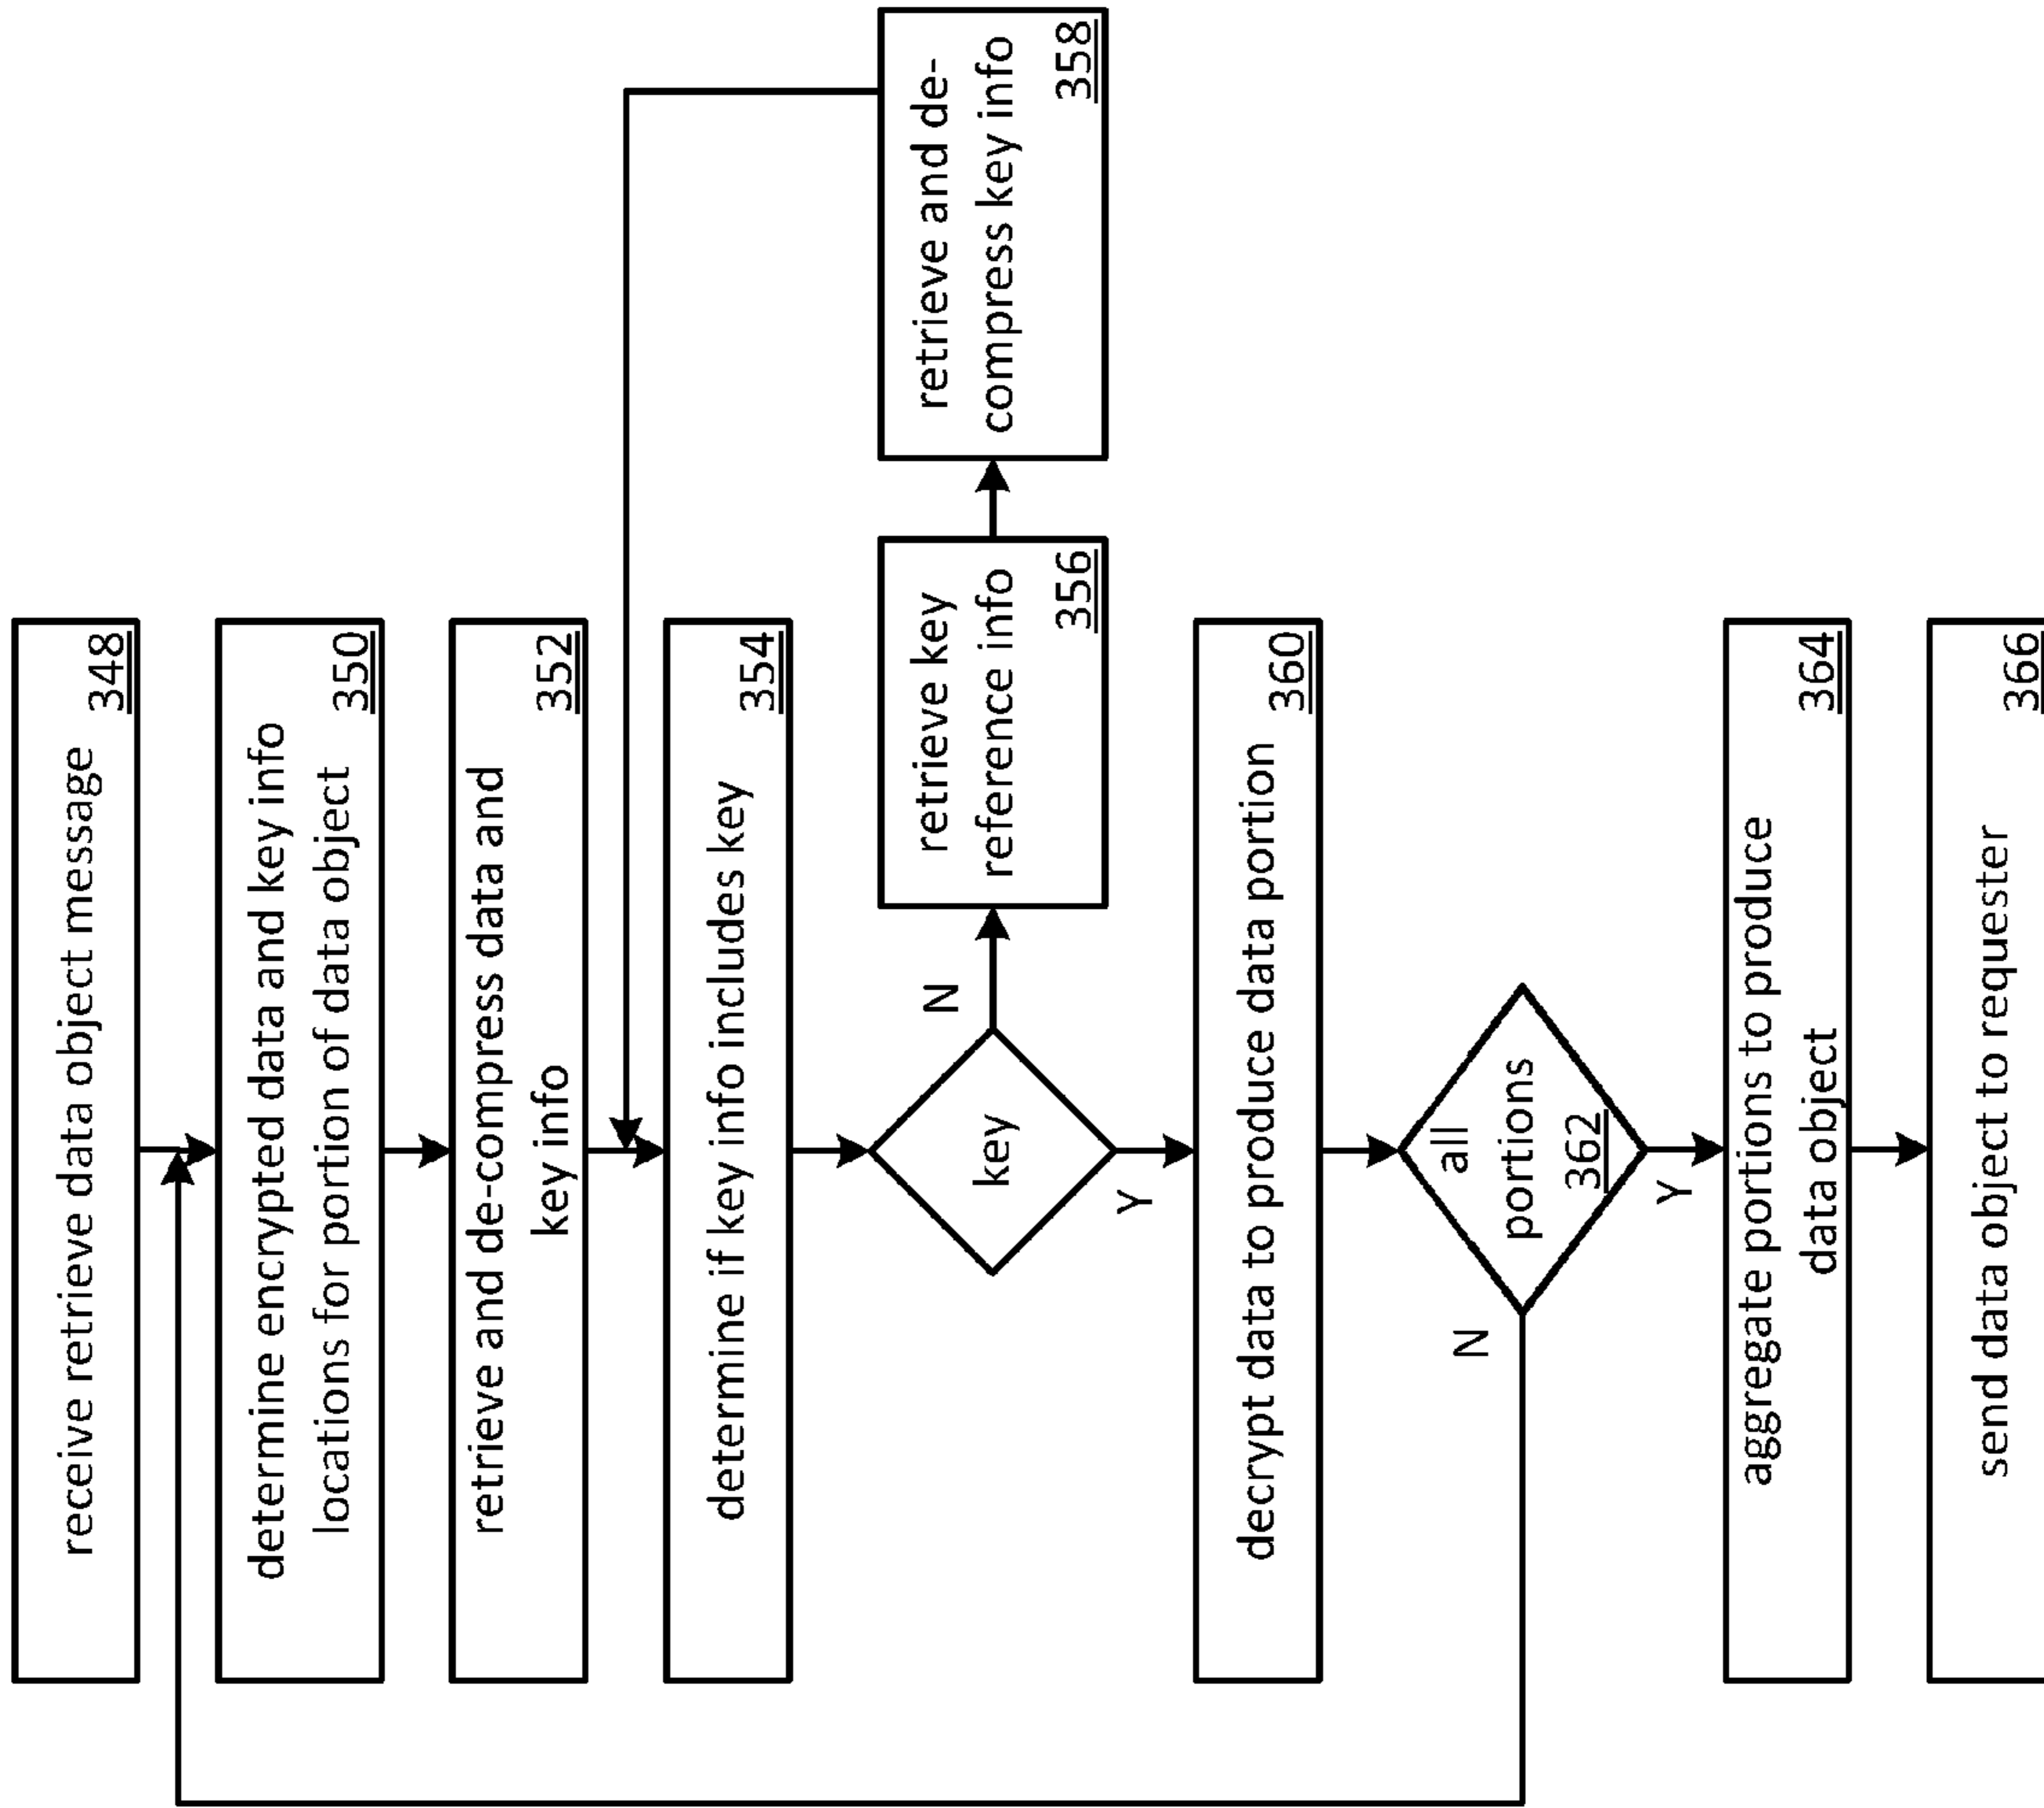 receive retrieve data object message
348
determine encrypted data and key info
locations for portion of data object
350
retrieve and de-compress data and
key info
352
determine if key info includes key
354
key
N
Y
retrieve key
reference info
356
retrieve and de-
compress key info
358
decrypt data to produce data portion
360
all
portions
362
N
Y
aggregate portions to produce
data object
364
send data object to requester
366